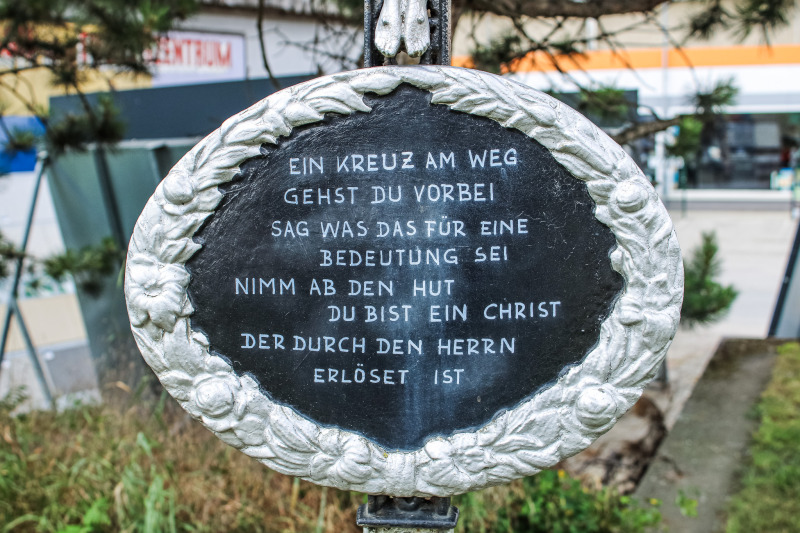 ZENTRUM
EIN KREUZ AM WEG
GEHST DU VORBEI
SAG WAS DAS FÜR EINE
BEDEUTUNG SEI
NIMM AB DEN HUT
DU BIST EIN CHRIST
DER DURCH DEN HERRN
ERLÖSET IST